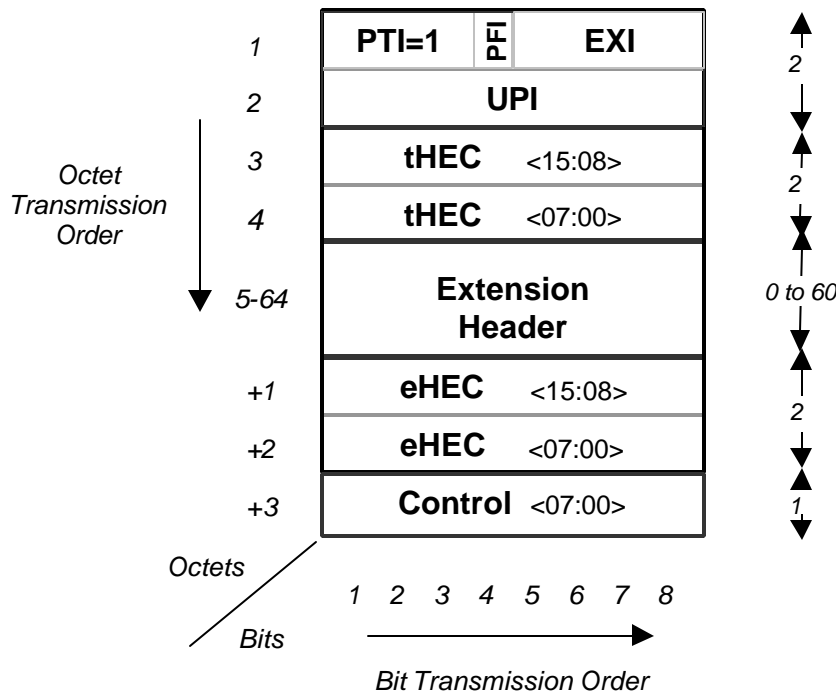 1 PTI=1 PFI EXI
2
2 UPI
Octet
Transmission
Order
3 tHEC <15:08>
2
4 tHEC <07:00>
5-64 Extension
Header
0 to 60
+1 eHEC <15:08>
2
+2 eHEC <07:00>
+3 Control <07:00> 1
Octets
Bits
1 2 3 4 5 6 7 8
Bit Transmission Order